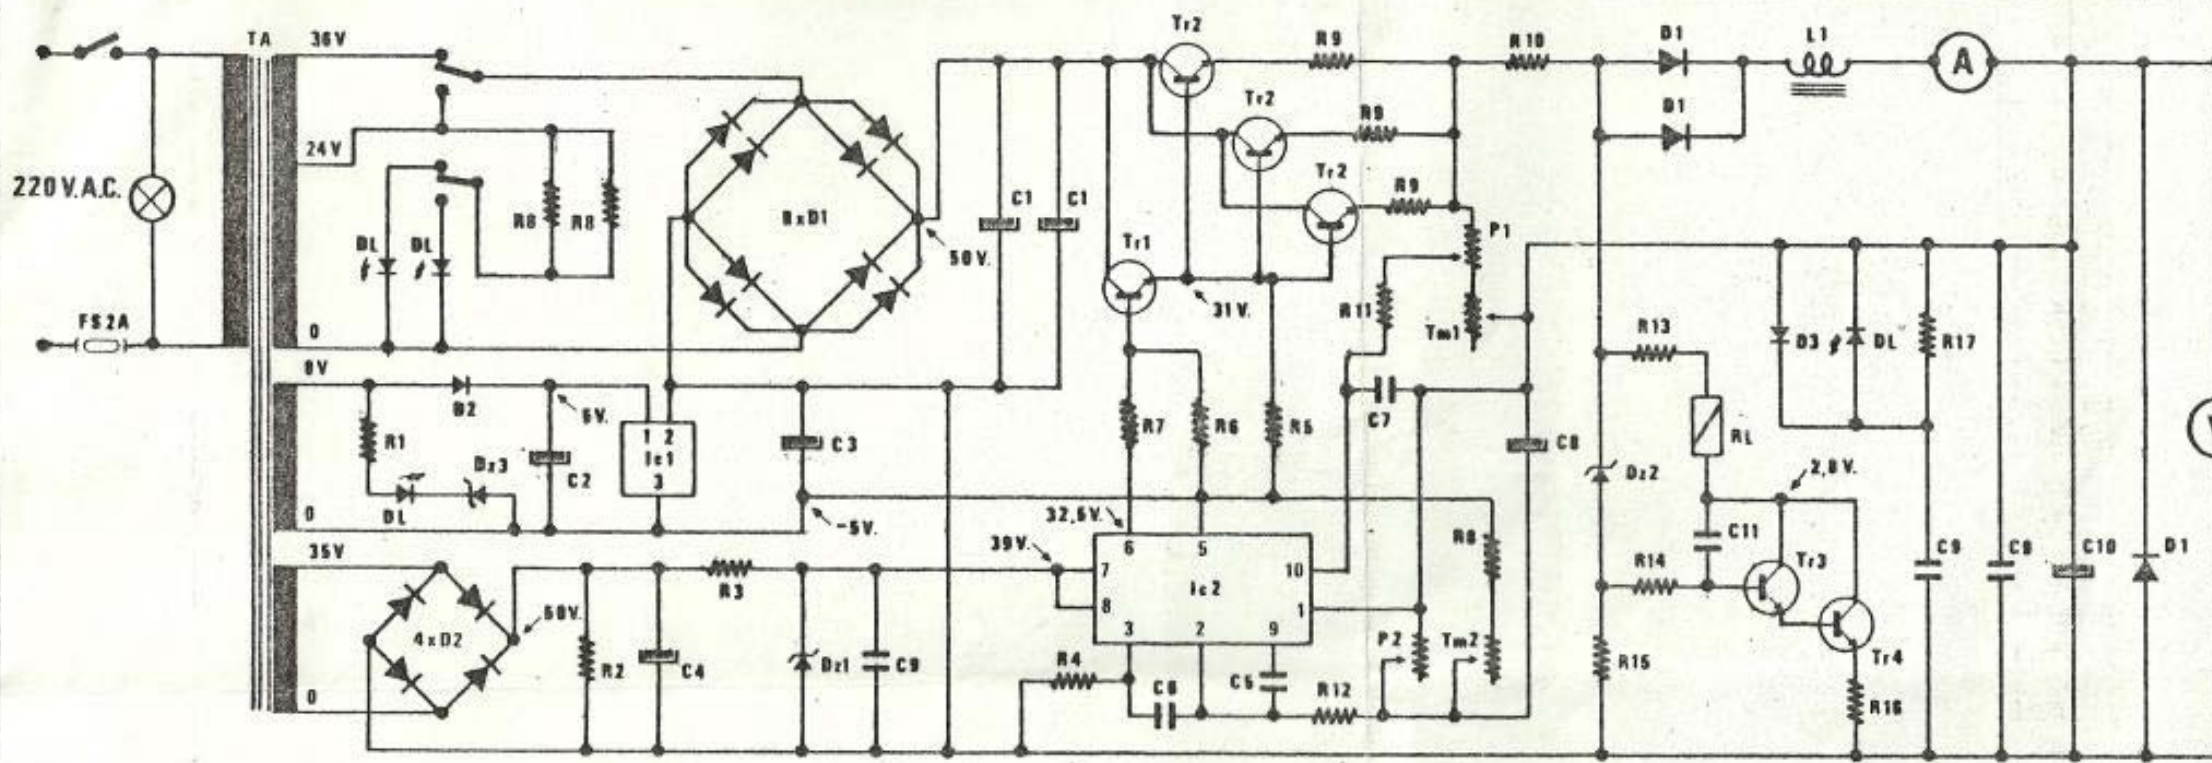 TA
36V
24V
0
220V.A.C.
FS2A
DL
DL
R8
R8
8xD1
50V.
C1
C1
Tr2
R9
Tr2
R9
Tr2
R9
Tr1
31V.
R10
D1
D1
L1
A
P1
R11
Tm1
C7
R7
R6
R5
C8
R13
RL
Dz2
D3
DL
R17
2,8V.
C11
R14
Tr3
Tr4
R15
R16
C9
C9
C10
D1
8V
0
R1
D2
6V.
DL
Dz3
C2
1 2
Ic1
3
C3
-5V.
35V
0
4xD2
50V.
R2
C4
R3
Dz1
C9
39V.
32,5V.
6
5
7
8
10
1
Ic2
3
2
9
R4
C6
C5
R12
P2
Tm2
R8